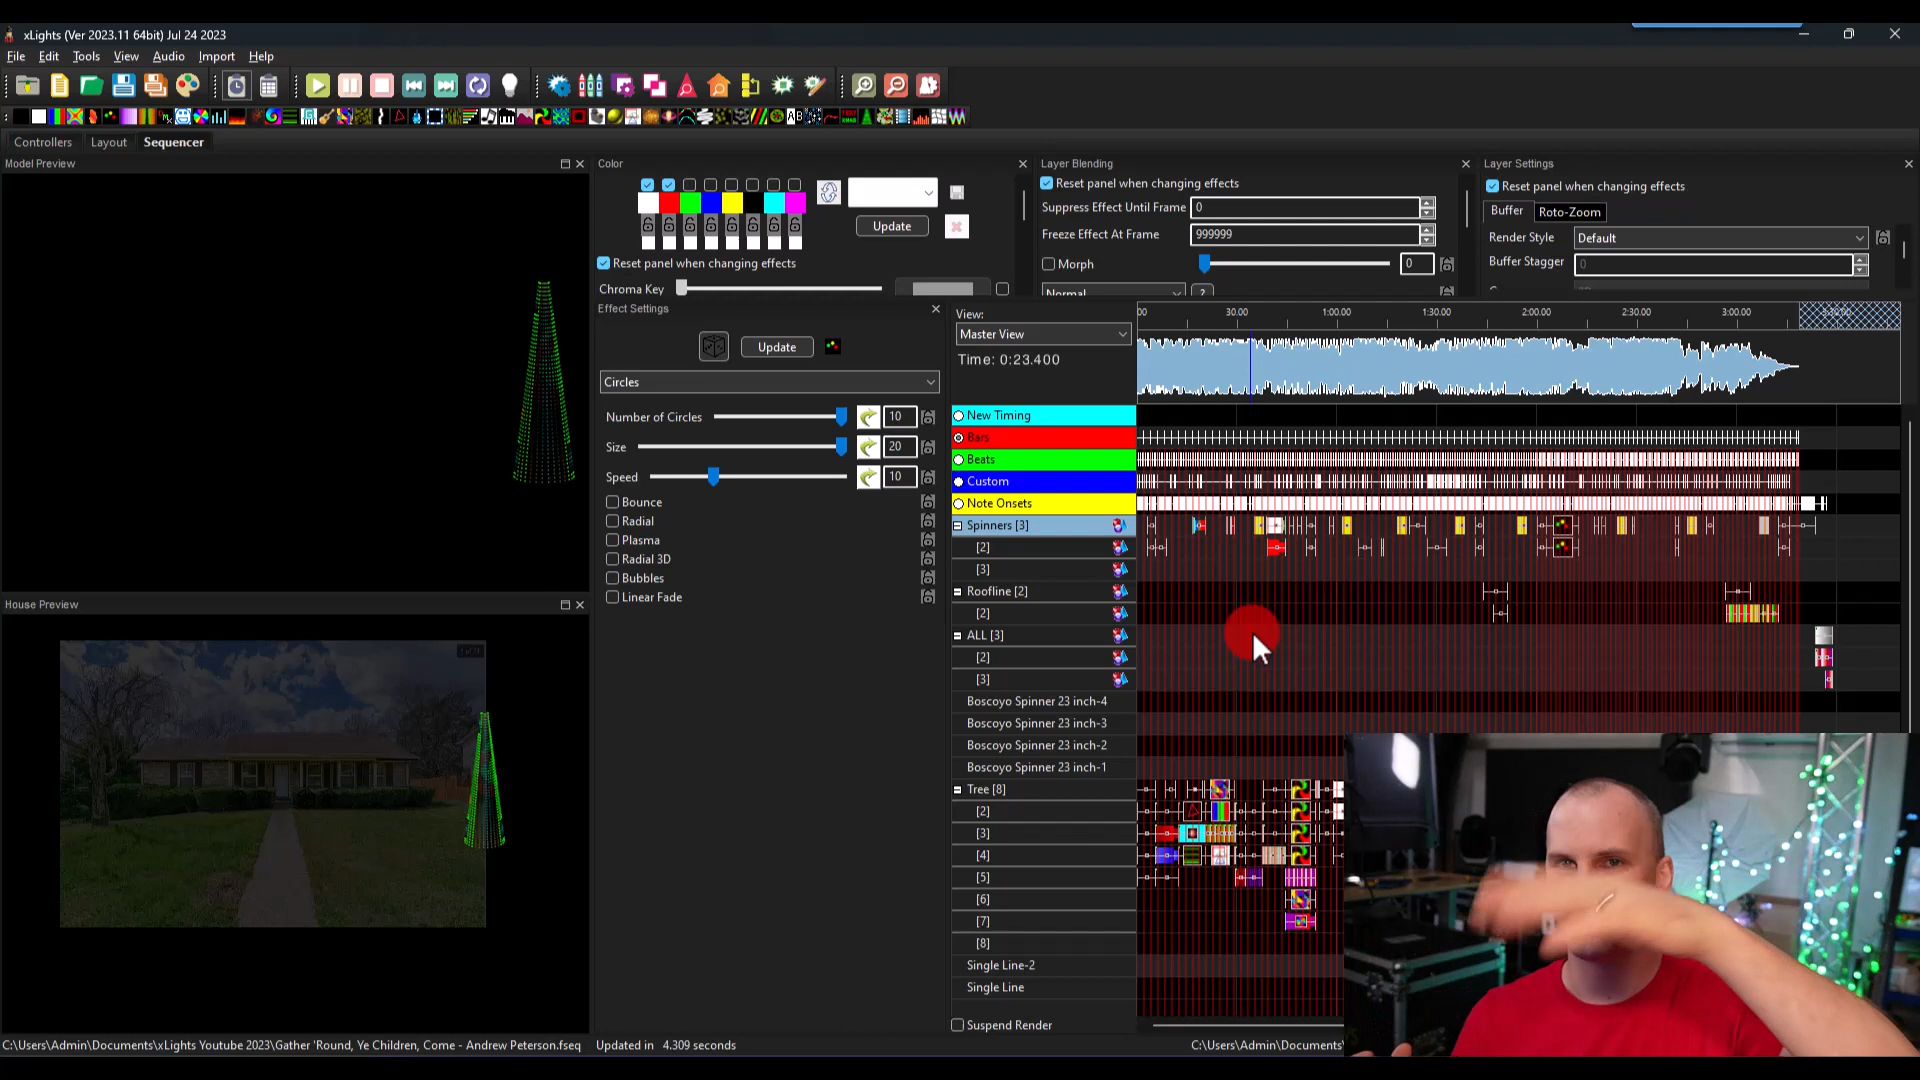 xLights (Ver 2023.11 64bit) Jul 24 2023
File Edit Tools View Audio Import Help
Controllers Layout Sequencer
Model Preview
Color
Layer Blending
Layer Settings
Reset panel when changing effects
Reset panel when changing effects
Suppress Effect Until Frame 0
Buffer Roto-Zoom
Update
Freeze Effect At Frame 999999
Render Style Default
Reset panel when changing effects
Morph 0
Buffer Stagger 0
Chroma Key
Normal ?
Effect Settings
View:
Master View
Time: 0:23.400
30.00 1:00.00 1:30.00 2:00.00 2:30.00 3:00.00
Update
Circles
Number of Circles 10
Size 20
Speed 10
Bounce
Radial
Plasma
Radial 3D
Bubbles
Linear Fade
New Timing
Bars
Beats
Custom
Note Onsets
Spinners [3]
[2]
[3]
Roofline [2]
[2]
ALL [3]
[2]
[3]
Boscoyo Spinner 23 inch-4
Boscoyo Spinner 23 inch-3
Boscoyo Spinner 23 inch-2
Boscoyo Spinner 23 inch-1
Tree [8]
[2]
[3]
[4]
[5]
[6]
[7]
[8]
Single Line-2
Single Line
Suspend Render
House Preview
C:\Users\Admin\Documents\xLights Youtube 2023\Gather 'Round, Ye Children, Come - Andrew Peterson.fseq
Updated in 4.309 seconds
C:\Users\Admin\Documents\